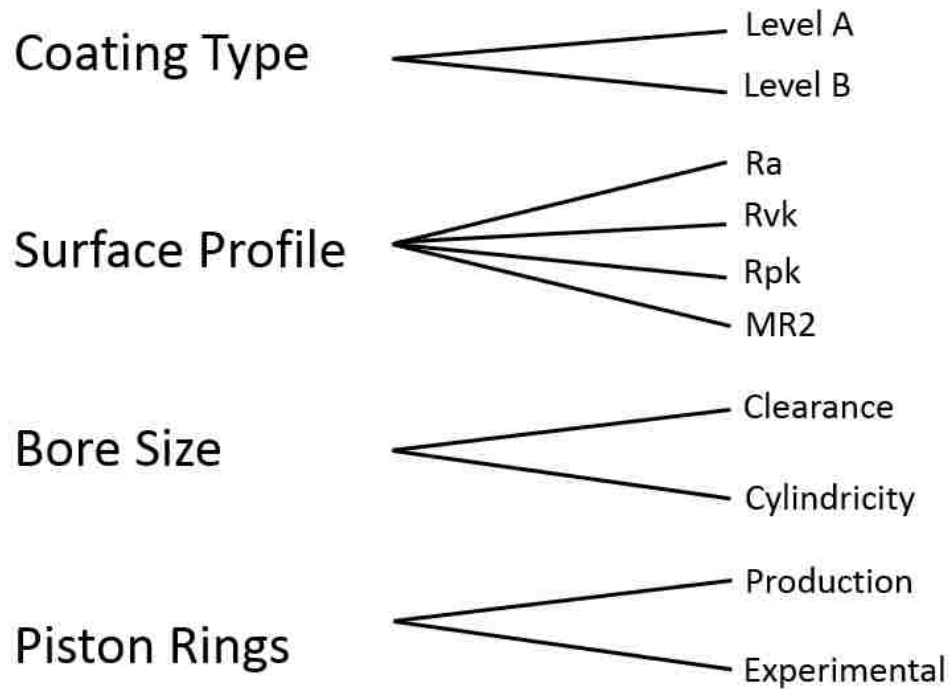 Coating Type
Level A
Level B
Surface Profile
Ra
Rvk
Rpk
MR2
Bore Size
Clearance
Cylindricity
Piston Rings
Production
Experimental